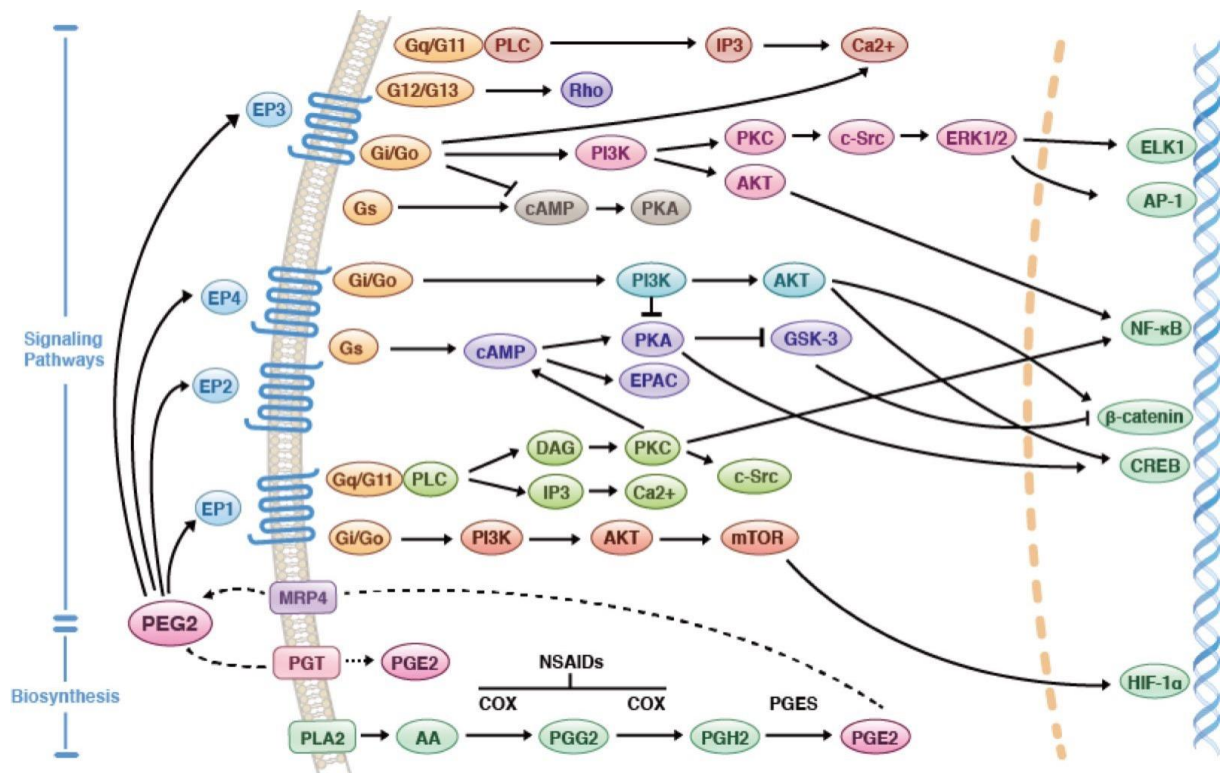 Gq/G11 PLC IP3 Ca2+
G12/G13 Rho
EP3
Gi/Go PI3K PKC c-Src ERK1/2 ELK1
AKT AP-1
Gs cAMP PKA
Gi/Go PI3K AKT
EP4
NF-κB
Signaling
Pathways
Gs cAMP PKA GSK-3
EPAC
EP2
β-catenin
DAG PKC CREB
Gq/G11 PLC c-Src
IP3 Ca2+
EP1
Gi/Go PI3K AKT mTOR
MRP4
PEG2
PGT PGE2
NSAIDs
HIF-1α
Biosynthesis
COX COX PGES
PLA2 AA PGG2 PGH2 PGE2